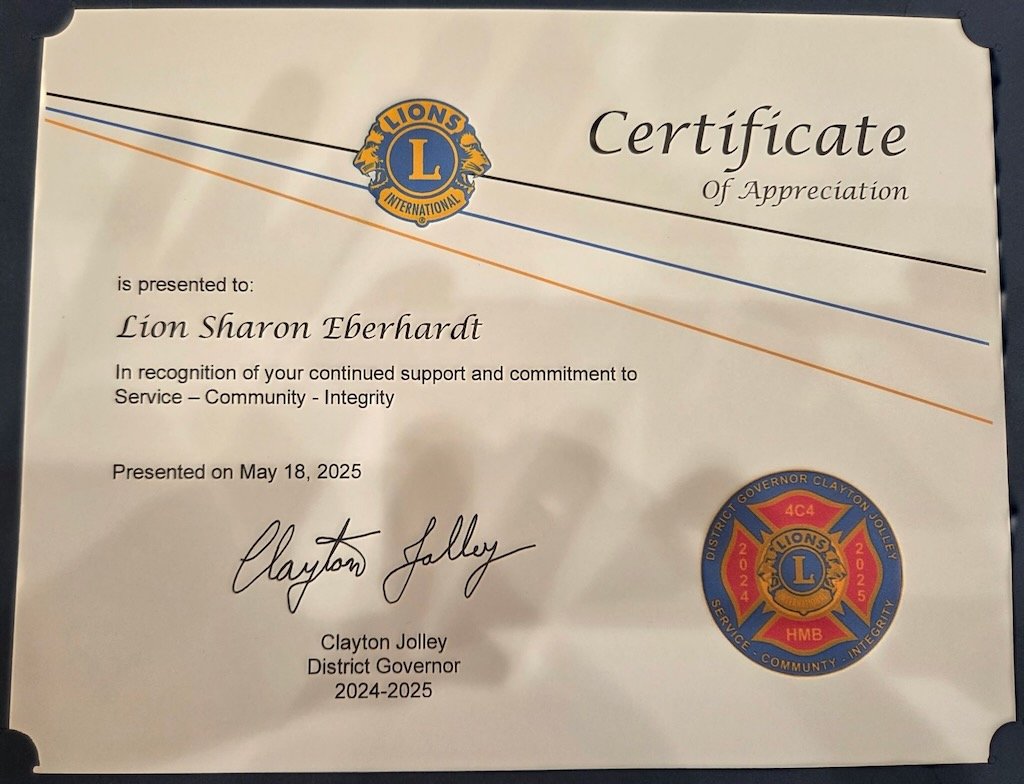 LIONS
L
INTERNATIONAL
®
Certificate
Of Appreciation
is presented to:
Lion Sharon Eberhardt
In recognition of your continued support and commitment to
Service – Community - Integrity
Presented on May 18, 2025
Clayton Jolley
Clayton Jolley
District Governor
2024-2025
DISTRICT GOVERNOR CLAYTON JOLLEY
4C4
2024
LIONS
L
INTERNATIONAL
2025
HMB
SERVICE - COMMUNTY - INTEGRITY